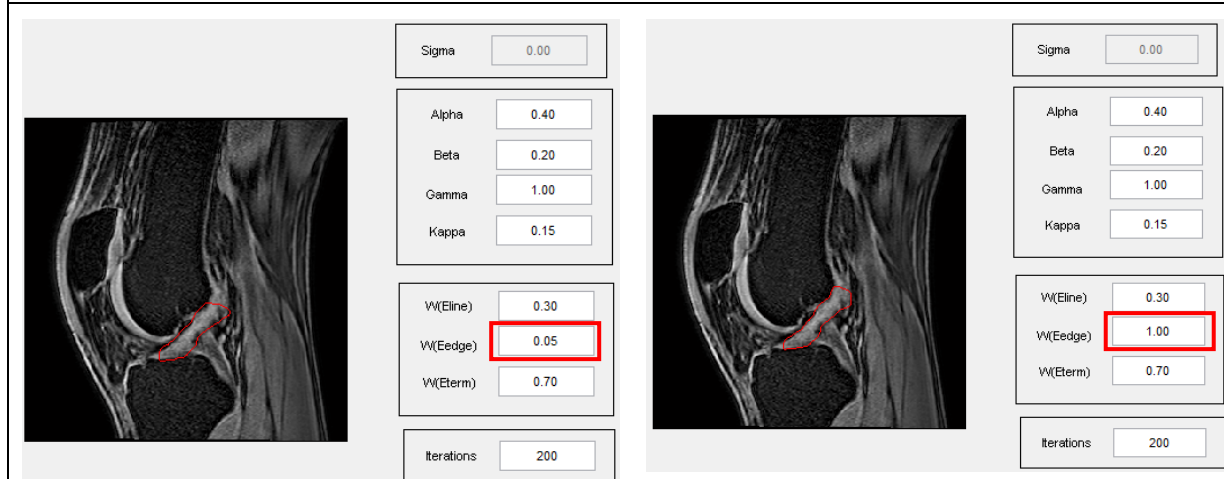 Sigma 0.00
Alpha 0.40
Beta 0.20
Gamma 1.00
Kappa 0.15
W(Eline) 0.30
W(Eedge) 0.05
W(Eterm) 0.70
Iterations 200
Sigma 0.00
Alpha 0.40
Beta 0.20
Gamma 1.00
Kappa 0.15
W(Eline) 0.30
W(Eedge) 1.00
W(Eterm) 0.70
Iterations 200